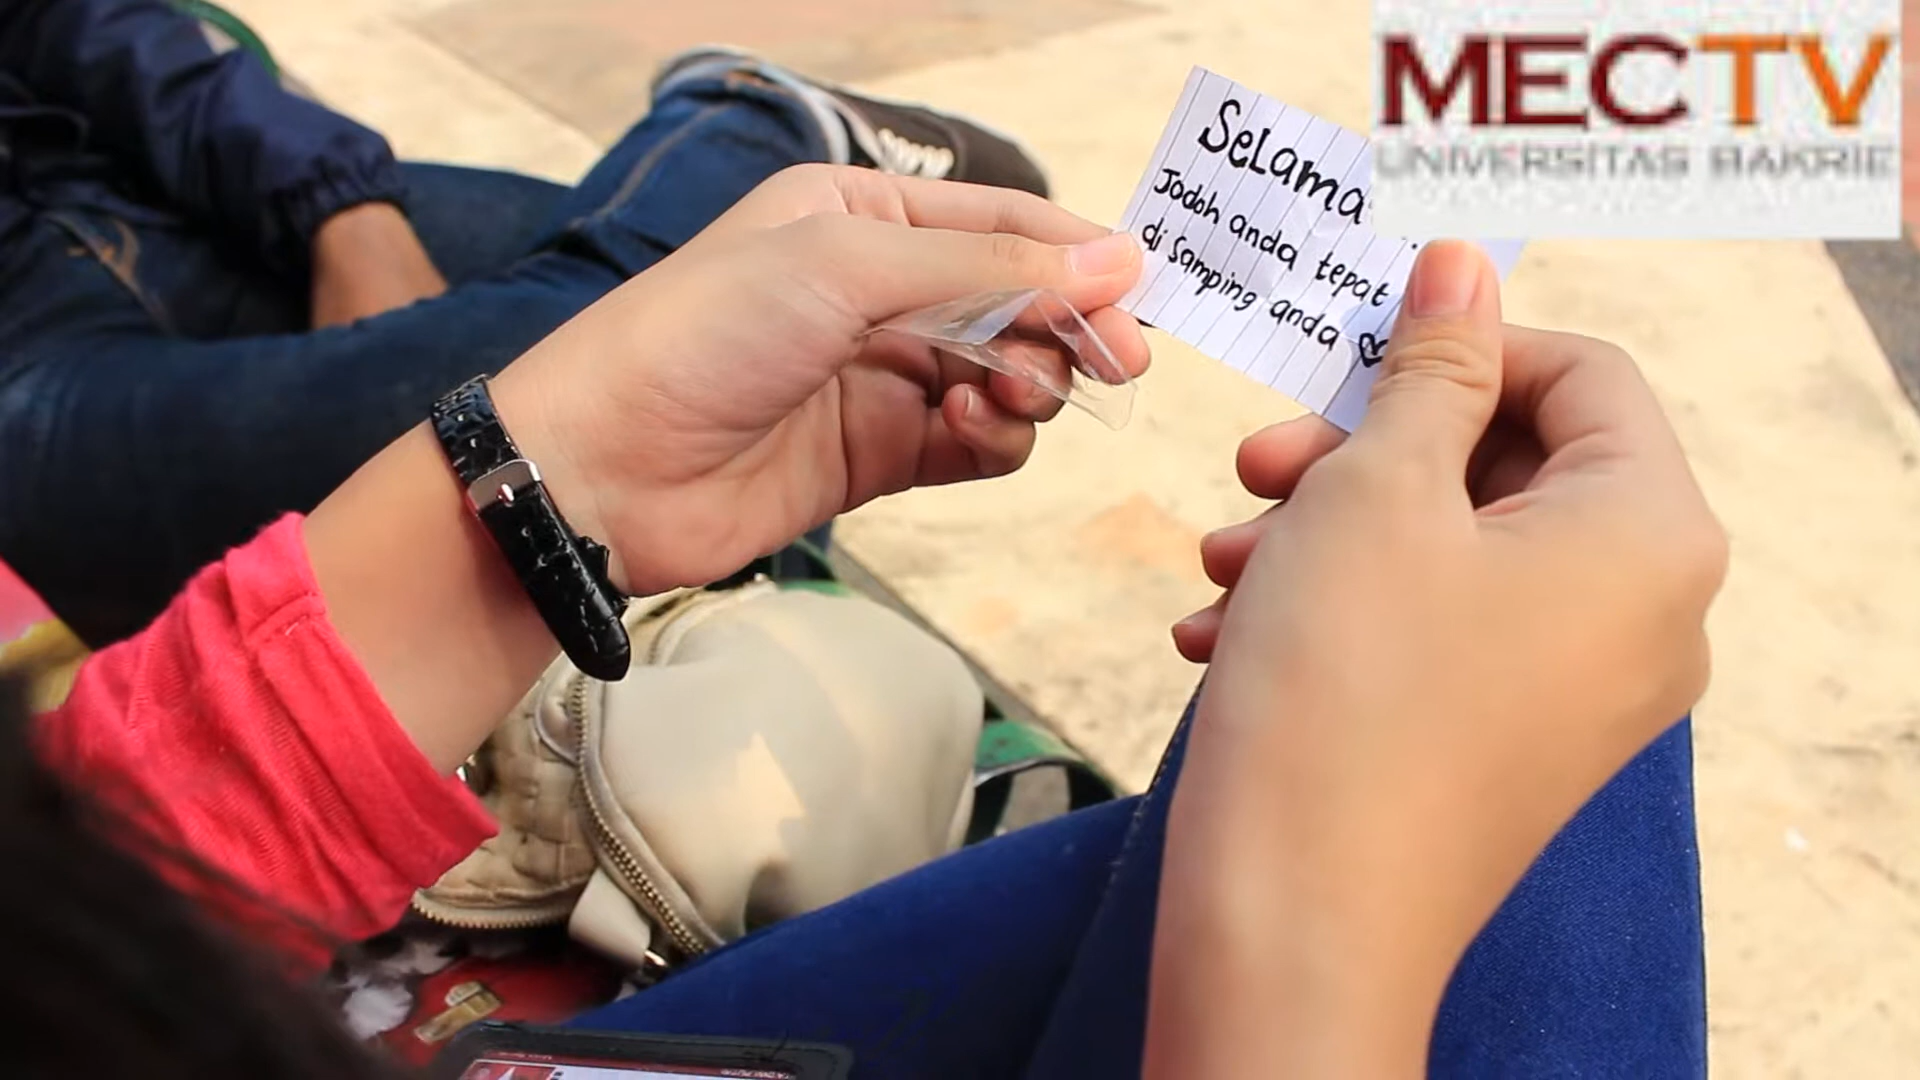 MECTV
UNIVERSITAS BAKRIE
Selama
Jodoh anda tepat
di samping anda